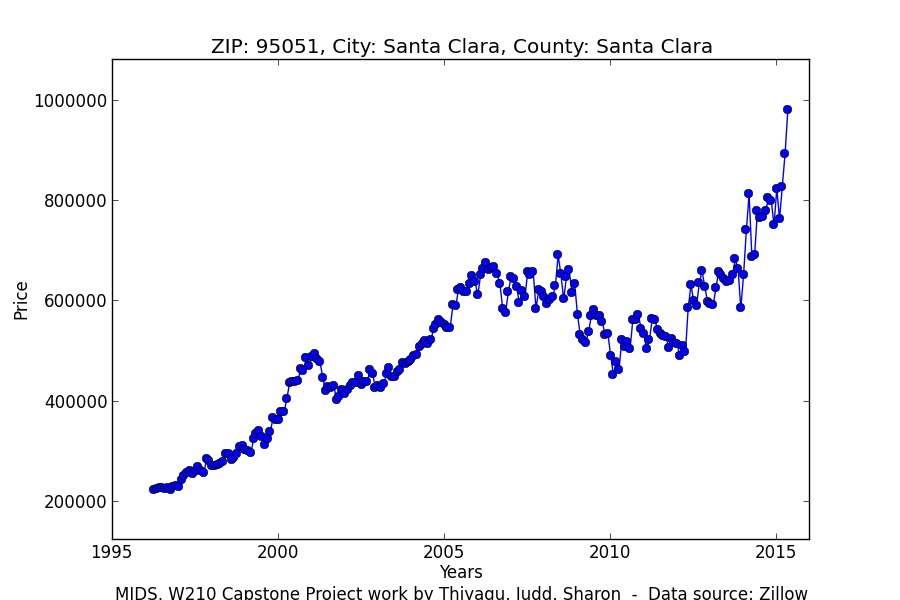 ZIP: 95051, City: Santa Clara, County: Santa Clara
1000000
800000
600000
400000
200000
Price
1995 2000 2005 2010 2015
Years
MIDS, W210 Capstone Project work by Thiyagu, Judd, Sharon - Data source: Zillow